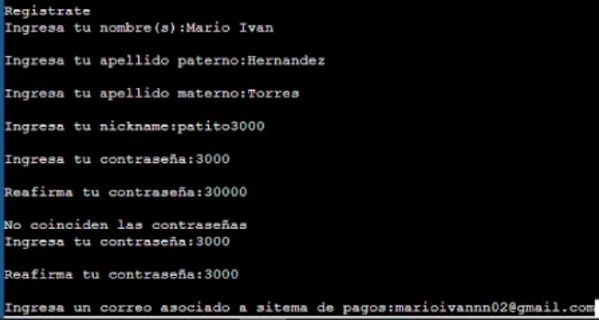 Registrate
Ingresa tu nombre(s):Mario Ivan
Ingresa tu apellido paterno:Hernandez
Ingresa tu apellido materno:Torres
Ingresa tu nickname:patito3000
Ingresa tu contraseña:3000
Reafirma tu contraseña:30000
No coinciden las contraseñas
Ingresa tu contraseña:3000
Reafirma tu contraseña:3000
Ingresa un correo asociado a sitema de pagos:marioivannn02@gmail.com